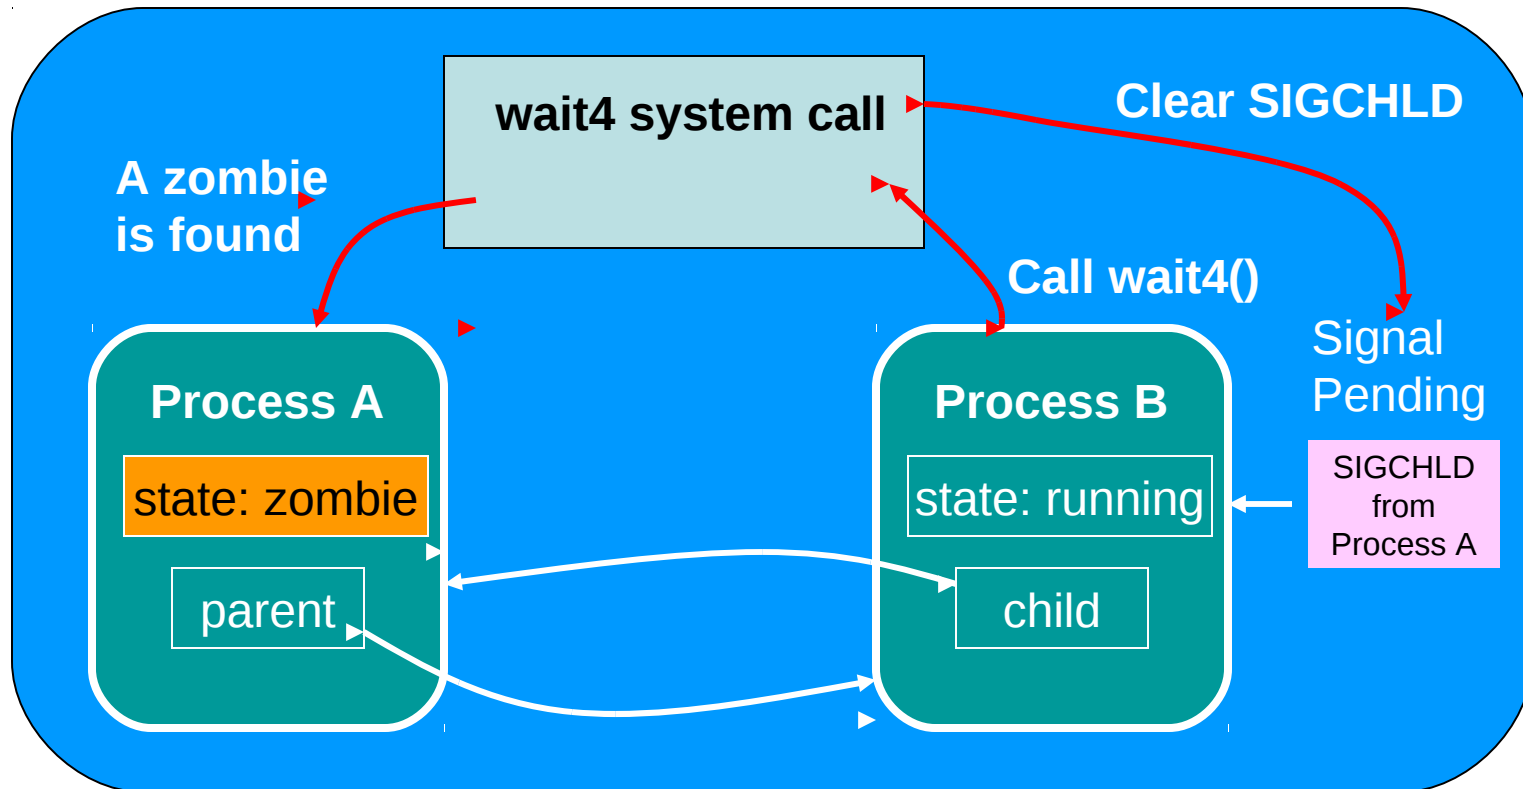 wait4 system call
Clear SIGCHLD
A zombie
is found
Call wait4()
Signal
Pending
Process A
state: zombie
parent
Process B
state: running
child
SIGCHLD
from
Process A